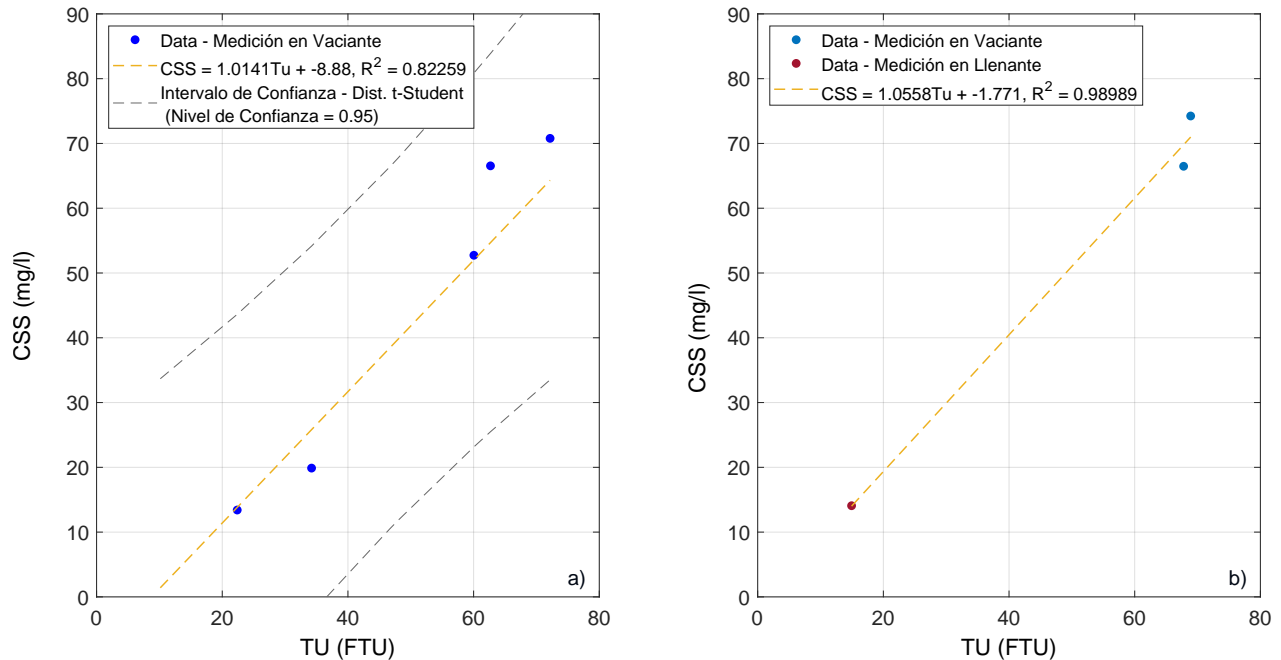 90
80
70
60
50
40
30
20
10
0
CSS (mg/l)
Data - Medición en Vaciante
CSS = 1.0141Tu + -8.88, R² = 0.82259
Intervalo de Confianza - Dist. t-Student
(Nivel de Confianza = 0.95)
a)
0 20 40 60 80
TU (FTU)
90
80
70
60
50
40
30
20
10
0
CSS (mg/l)
Data - Medición en Vaciante
Data - Medición en Llenante
CSS = 1.0558Tu + -1.771, R² = 0.98989
b)
0 20 40 60 80
TU (FTU)